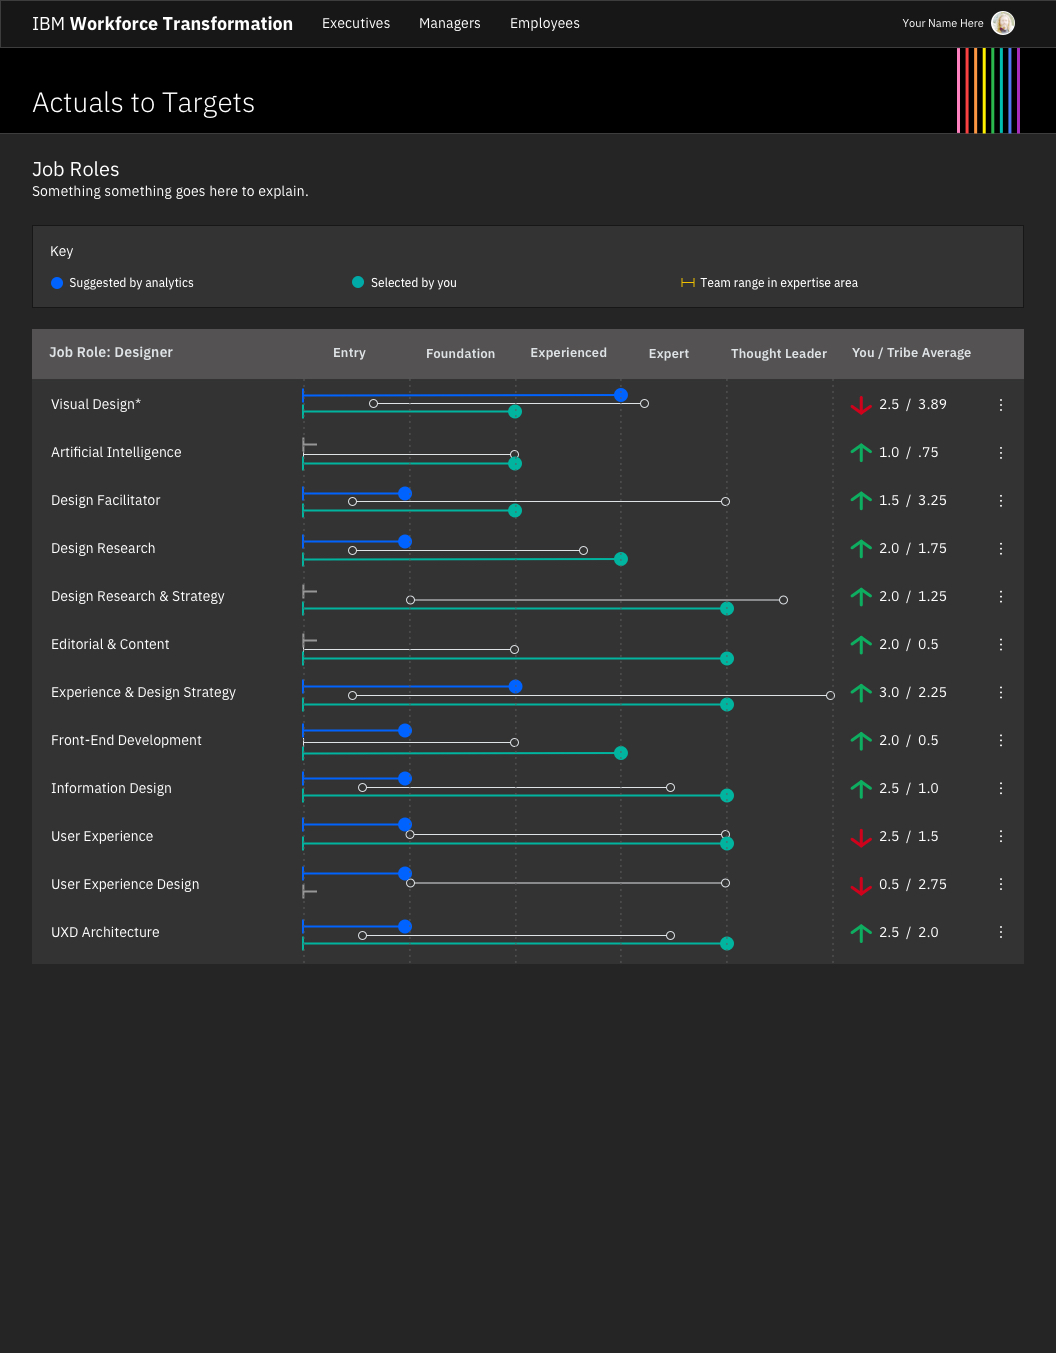 IBM Workforce Transformation Executives Managers Employees Your Name Here
Actuals to Targets
Job Roles
Something something goes here to explain.
Key
Suggested by analytics Selected by you Team range in expertise area
Job Role: Designer Entry Foundation Experienced Expert Thought Leader You / Tribe Average
Visual Design* 2.5 / 3.89
Artificial Intelligence 1.0 / .75
Design Facilitator 1.5 / 3.25
Design Research 2.0 / 1.75
Design Research & Strategy 2.0 / 1.25
Editorial & Content 2.0 / 0.5
Experience & Design Strategy 3.0 / 2.25
Front-End Development 2.0 / 0.5
Information Design 2.5 / 1.0
User Experience 2.5 / 1.5
User Experience Design 0.5 / 2.75
UXD Architecture 2.5 / 2.0